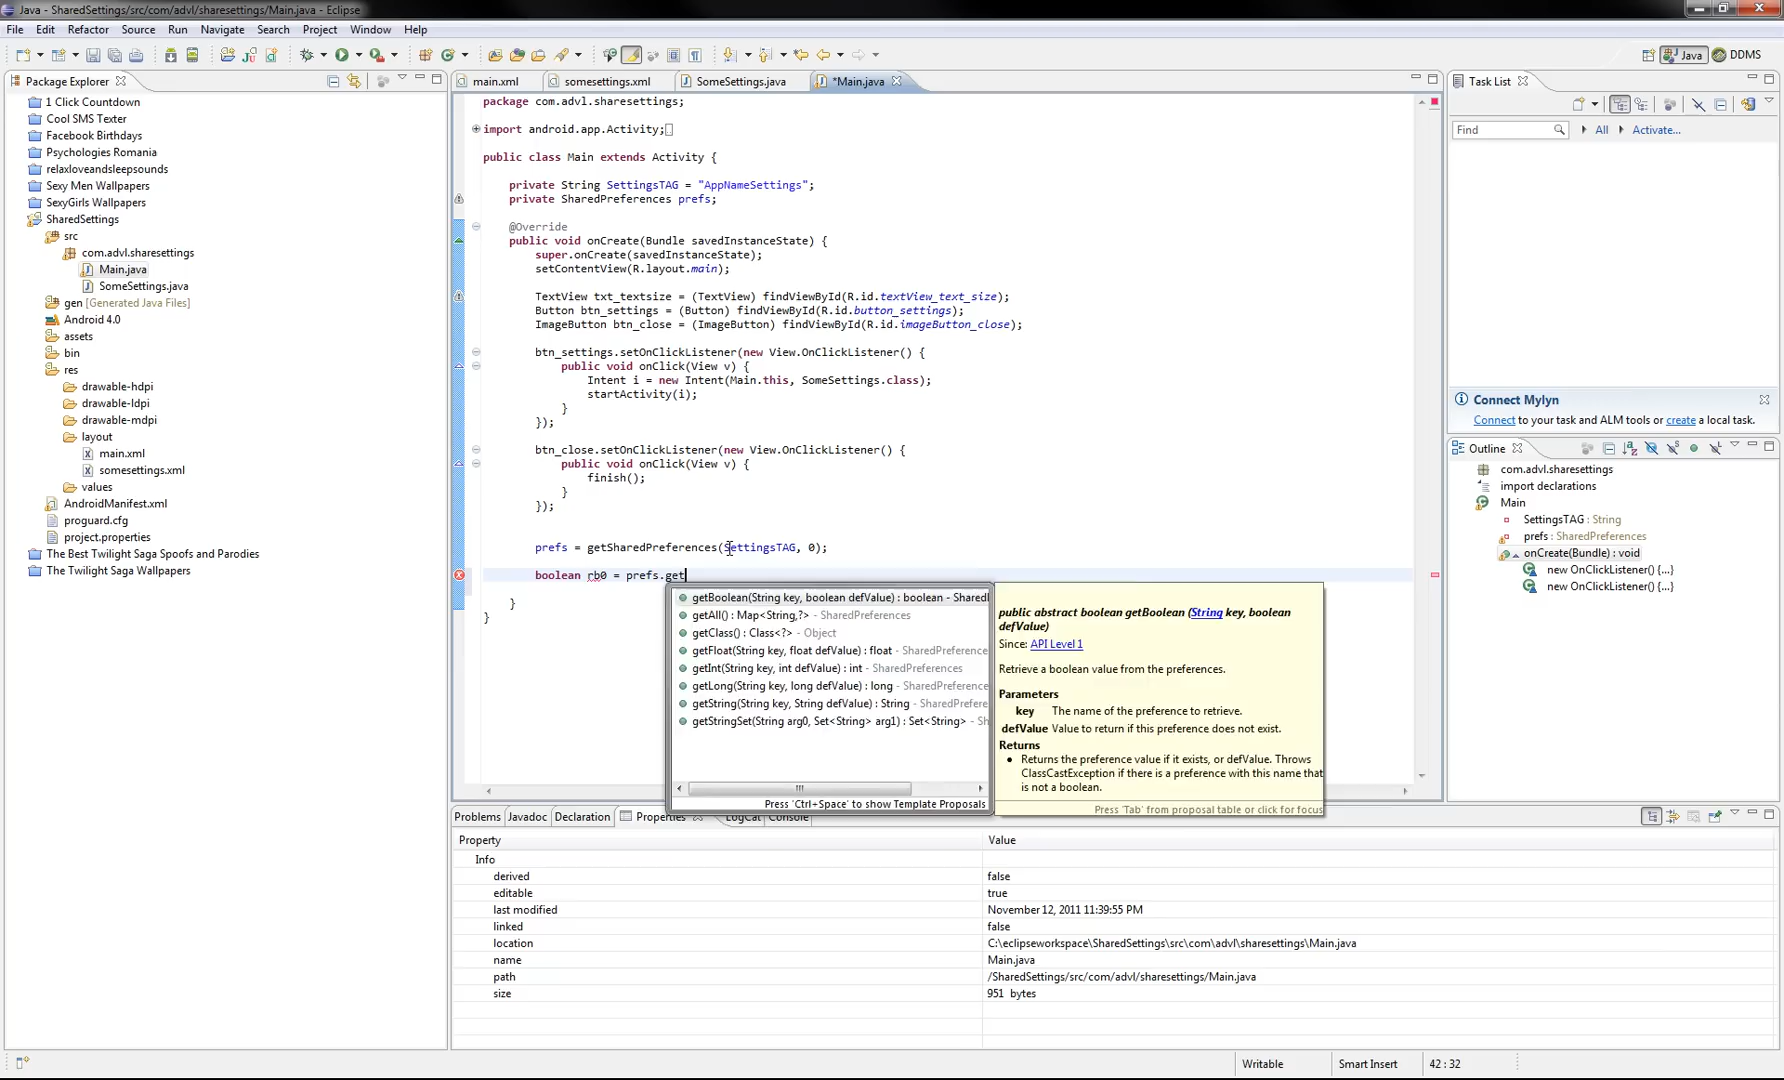 Java - SharedSettings/src/com/advl/sharesettings/Main.java - Eclipse
File Edit Refactor Source Run Navigate Search Project Run Window Help
Java DDMS
Package Explorer
main.xml somesettings.xml SomeSettings.java *Main.java
Task List
1 Click Countdown
Cool SMS Texter
Facebook Birthdays
Psychologies Romania
relaxloveandsleepsounds
Sexy Men Wallpapers
SexyGirls Wallpapers
SharedSettings
src
com.advl.sharesettings
Main.java
SomeSettings.java
gen [Generated Java Files]
Android 4.0
assets
bin
res
drawable-hdpi
drawable-ldpi
drawable-mdpi
layout
main.xml
somesettings.xml
values
AndroidManifest.xml
proguard.cfg
project.properties
The Best Twilight Saga Spoofs and Parodies
The Twilight Saga Wallpapers
package com.advl.sharesettings;
import android.app.Activity;
public class Main extends Activity {
private String SettingsTAG = "AppNameSettings";
private SharedPreferences prefs;
@Override
public void onCreate(Bundle savedInstanceState) {
super.onCreate(savedInstanceState);
setContentView(R.layout.main);
TextView txt_textsize = (TextView) findViewById(R.id.textView_text_size);
Button btn_settings = (Button) findViewById(R.id.button_settings);
ImageButton btn_close = (ImageButton) findViewById(R.id.imageButton_close);
btn_settings.setOnClickListener(new View.OnClickListener() {
public void onClick(View v) {
Intent i = new Intent(Main.this, SomeSettings.class);
startActivity(i);
}
});
btn_close.setOnClickListener(new View.OnClickListener() {
public void onClick(View v) {
finish();
}
});
prefs = getSharedPreferences(SettingsTAG, 0);
boolean rb0 = prefs.get
}
}
getBoolean(String key, boolean defValue) : boolean - Sharedl
getAll() : Map<String,?> - SharedPreferences
getClass() : Class<?> - Object
getFloat(String key, float defValue) : float - SharedPreference
getInt(String key, int defValue) : int - SharedPreferences
getLong(String key, long defValue) : long - SharedPreference
getString(String key, String defValue) : String - SharedPrefere
getStringSet(String arg0, Set<String> arg1) : Set<String> - Sh
Press 'Ctrl+Space' to show Template Proposals
public abstract boolean getBoolean (String key, boolean
defValue)
Since: API Level 1
Retrieve a boolean value from the preferences.
Parameters
key The name of the preference to retrieve.
defValue Value to return if this preference does not exist.
Returns
Returns the preference value if it exists, or defValue. Throws
ClassCastException if there is a preference with this name that
is not a boolean.
Press 'Tab' from proposal table or click for focus
Find All Activate...
Connect Mylyn
Connect to your task and ALM tools or create a local task.
Outline
com.advl.sharesettings
import declarations
Main
SettingsTAG : String
prefs : SharedPreferences
onCreate(Bundle) : void
new OnClickListener() {...}
new OnClickListener() {...}
Problems Javadoc Declaration Properties LogCat Console
Property Value
Info
derived false
editable true
last modified November 12, 2011 11:39:55 PM
linked false
location C:\eclipseworkspace\SharedSettings\src\com\advl\sharesettings\Main.java
name Main.java
path /SharedSettings/src/com/advl/sharesettings/Main.java
size 951 bytes
Writable Smart Insert 42 : 32